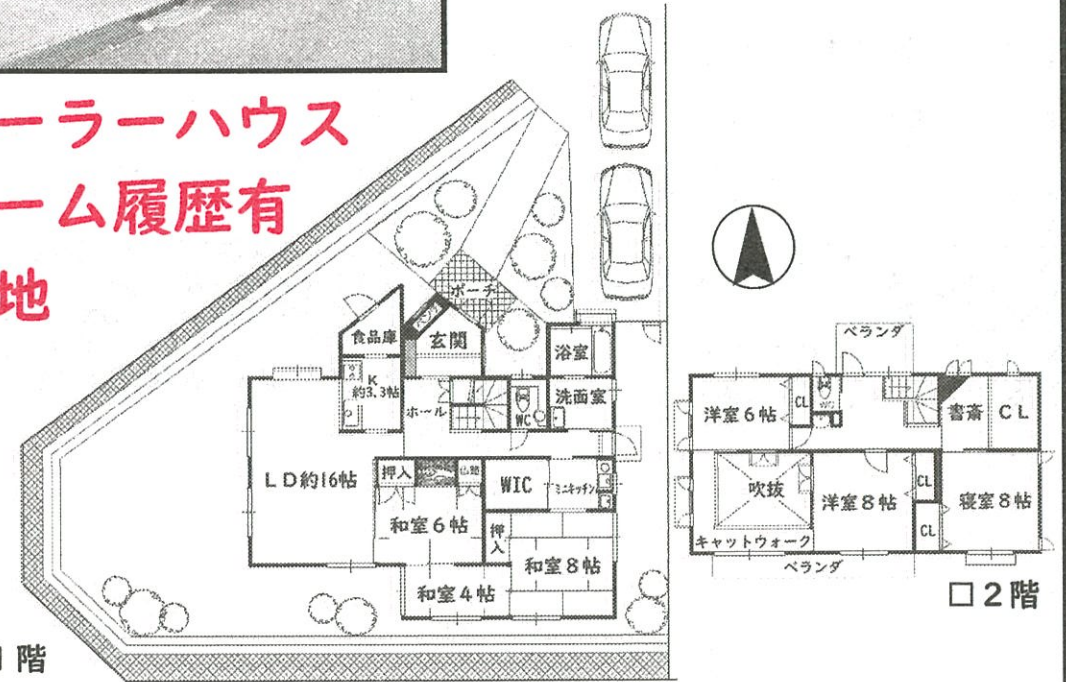 ーラーハウス
ーム履歴有
地
ポーチ
食品庫
玄関
浴室
K
約3.3帖
ホール
WC
洗面室
LD約16帖
押入
仏間
WIC
ミニキッチン
和室6帖
押入
和室8帖
和室4帖
階
ベランダ
洋室6帖
CL
書斎
CL
吹抜
洋室8帖
CL
CL
寝室8帖
キャットウォーク
ベランダ
□2階